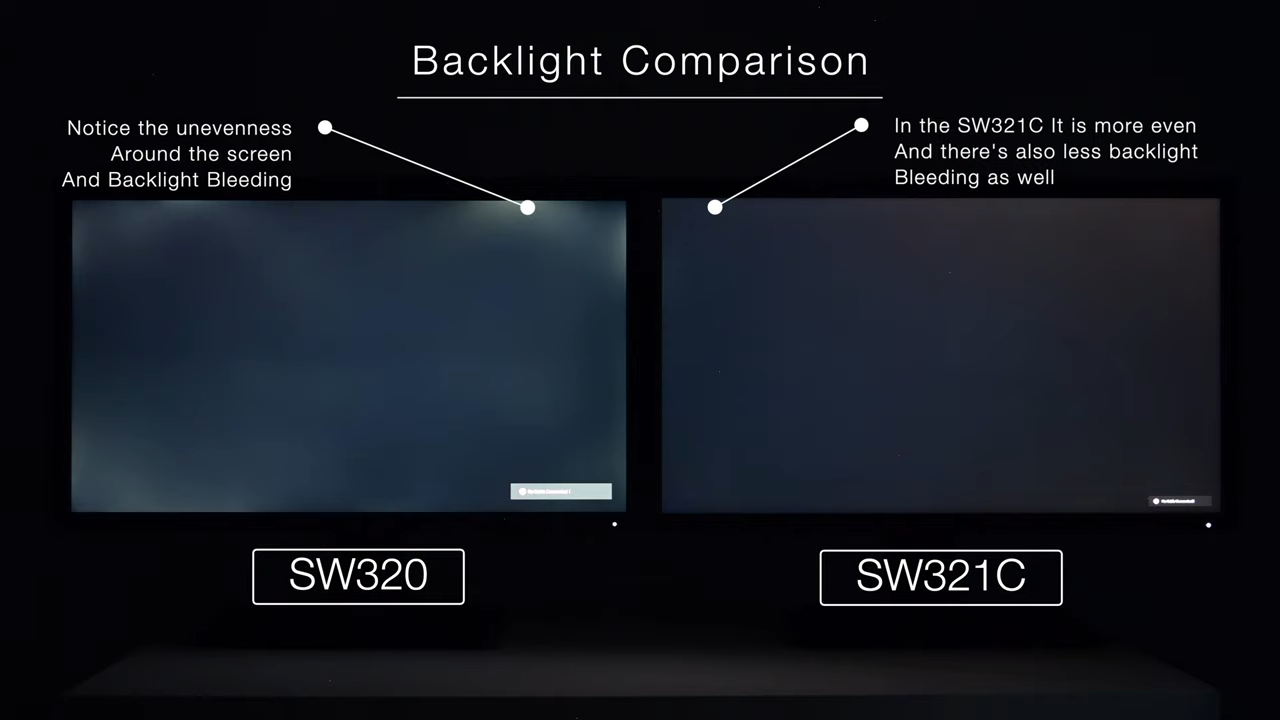 Backlight Comparison
Notice the unevenness
Around the screen
And Backlight Bleeding
In the SW321C It is more even
And there's also less backlight
Bleeding as well
SW320
SW321C